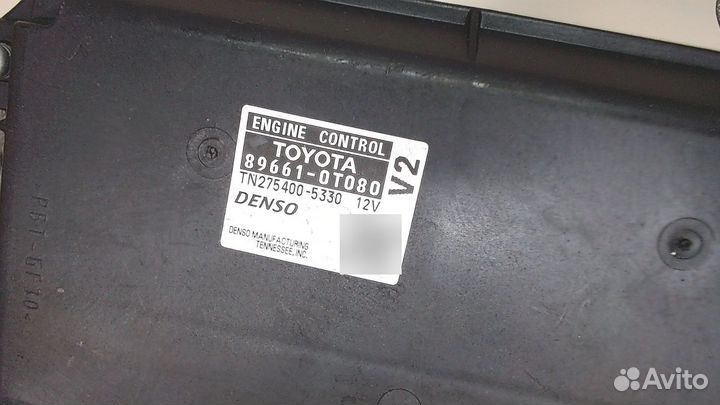 ENGINE CONTROL
TOYOTA
89661-0T080
V2
TN275400-5330 12V
DENSO
DENSO MANUFACTURING
TENNESSEE, INC.
Avito